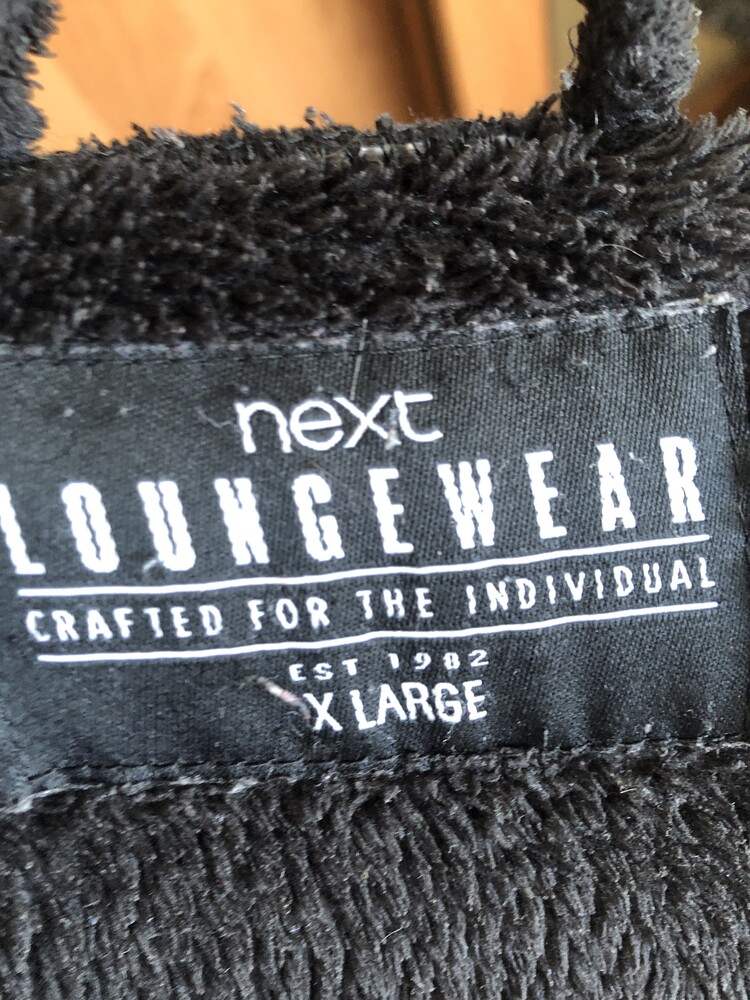 next
LOUNGEWEAR
CRAFTED FOR THE INDIVIDUAL
EST 1982
X LARGE